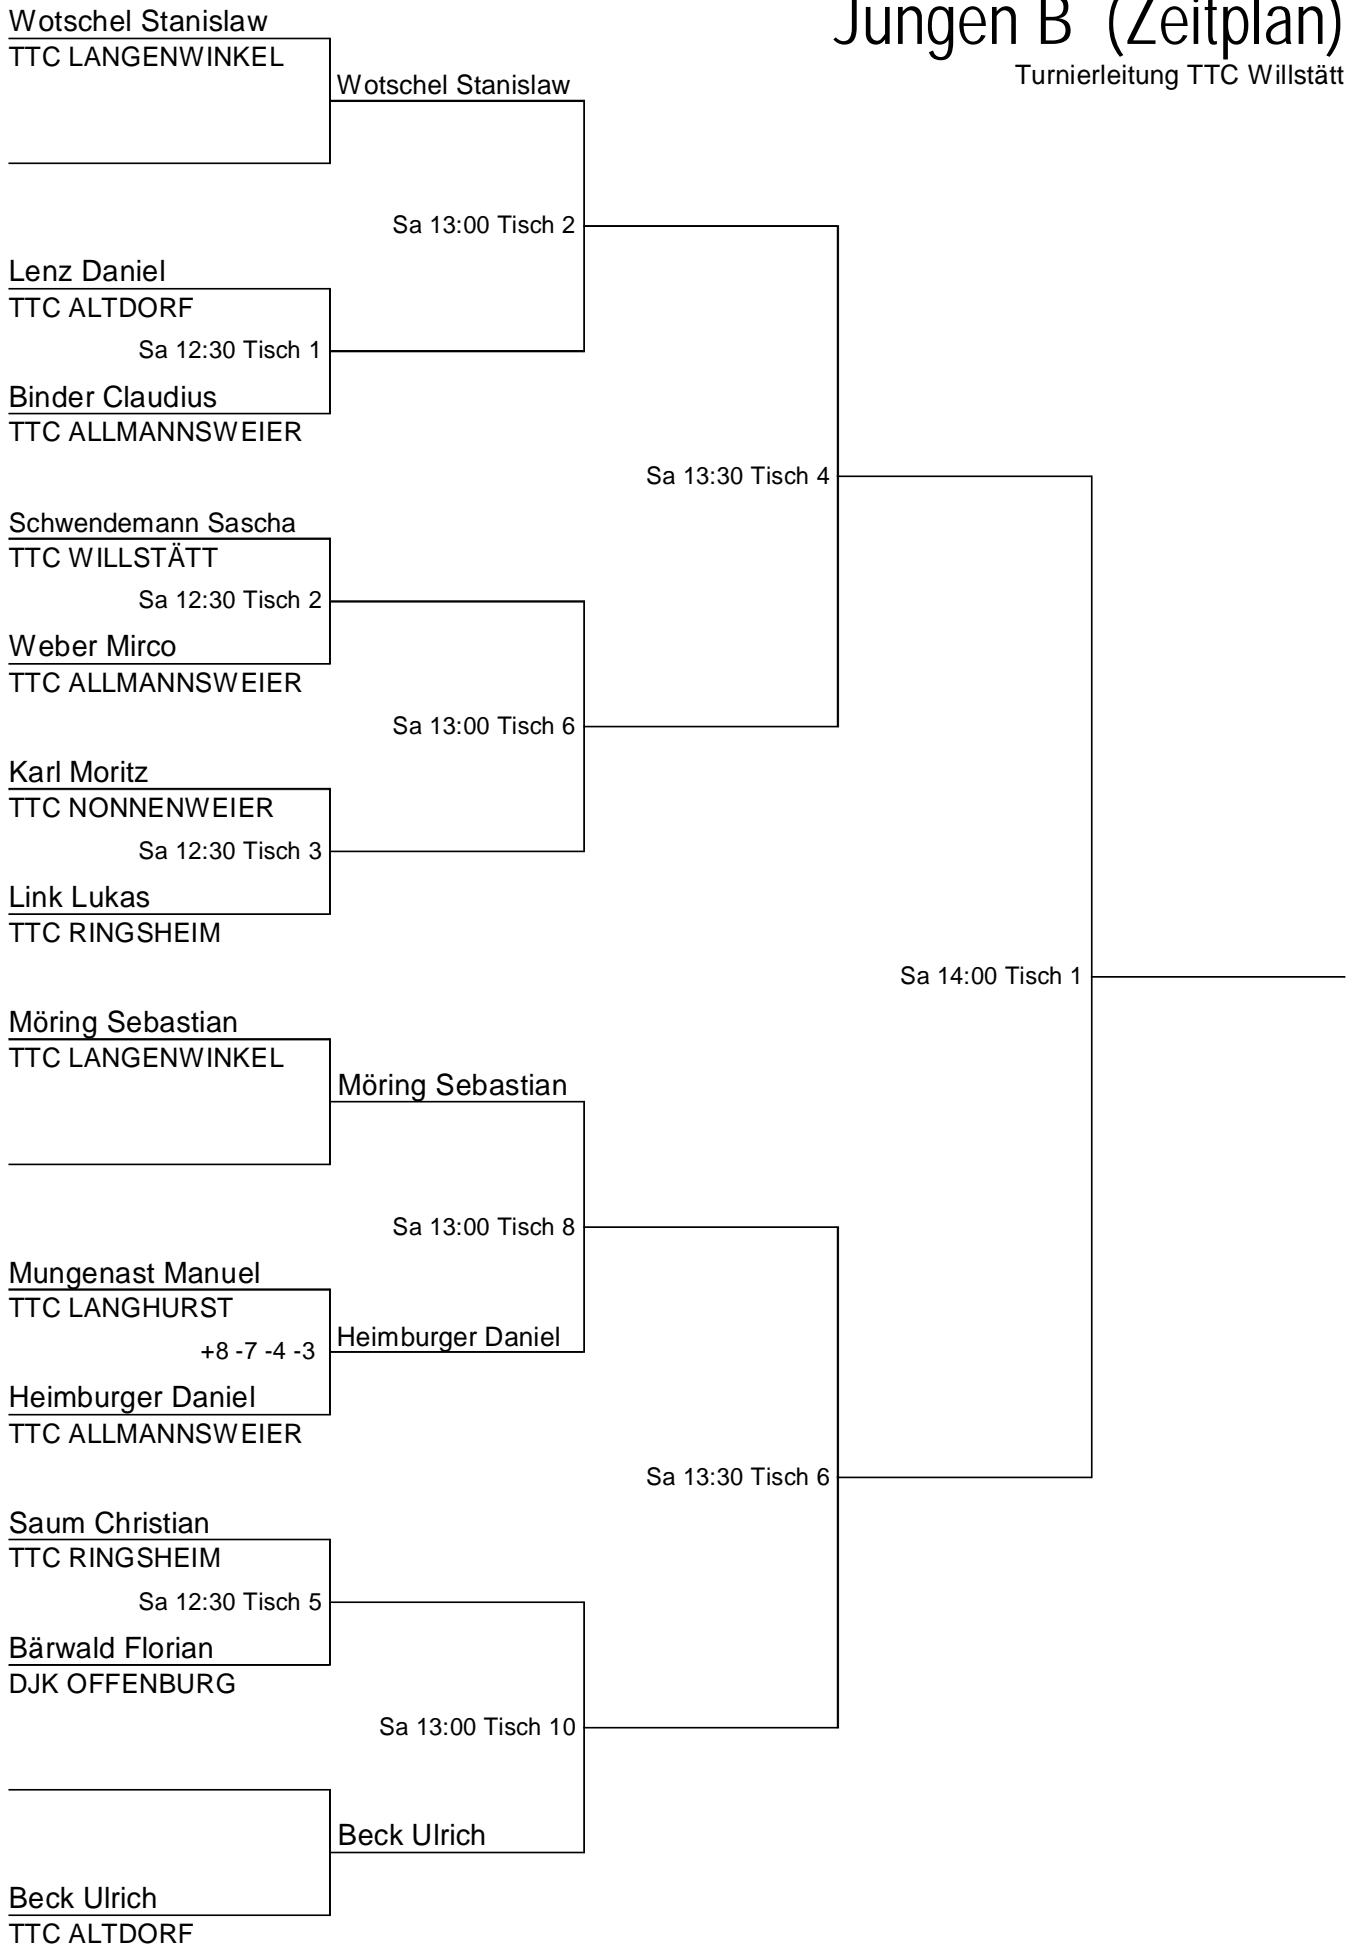 Jungen B (Zeitplan)
Turnierleitung TTC Willstätt
Wotschel Stanislaw
TTC LANGENWINKEL
Wotschel Stanislaw
Sa 13:00 Tisch 2
Lenz Daniel
TTC ALTDORF
Sa 12:30 Tisch 1
Binder Claudius
TTC ALLMANNSWEIER
Sa 13:30 Tisch 4
Schwendemann Sascha
TTC WILLSTÄTT
Sa 12:30 Tisch 2
Weber Mirco
TTC ALLMANNSWEIER
Sa 13:00 Tisch 6
Karl Moritz
TTC NONNENWEIER
Sa 12:30 Tisch 3
Link Lukas
TTC RINGSHEIM
Sa 14:00 Tisch 1
Möring Sebastian
TTC LANGENWINKEL
Möring Sebastian
Sa 13:00 Tisch 8
Mungenast Manuel
TTC LANGHURST
+8 -7 -4 -3
Heimburger Daniel
Heimburger Daniel
TTC ALLMANNSWEIER
Sa 13:30 Tisch 6
Saum Christian
TTC RINGSHEIM
Sa 12:30 Tisch 5
Bärwald Florian
DJK OFFENBURG
Sa 13:00 Tisch 10
Beck Ulrich
Beck Ulrich
TTC ALTDORF